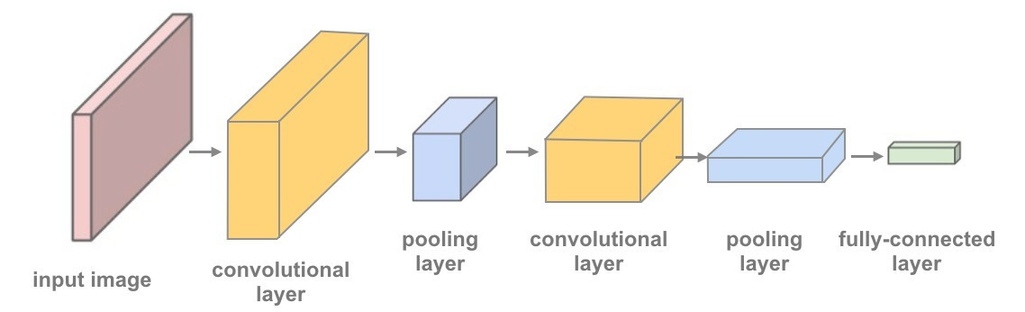 input image
convolutional
layer
pooling
layer
convolutional
layer
pooling
layer
fully-connected
layer